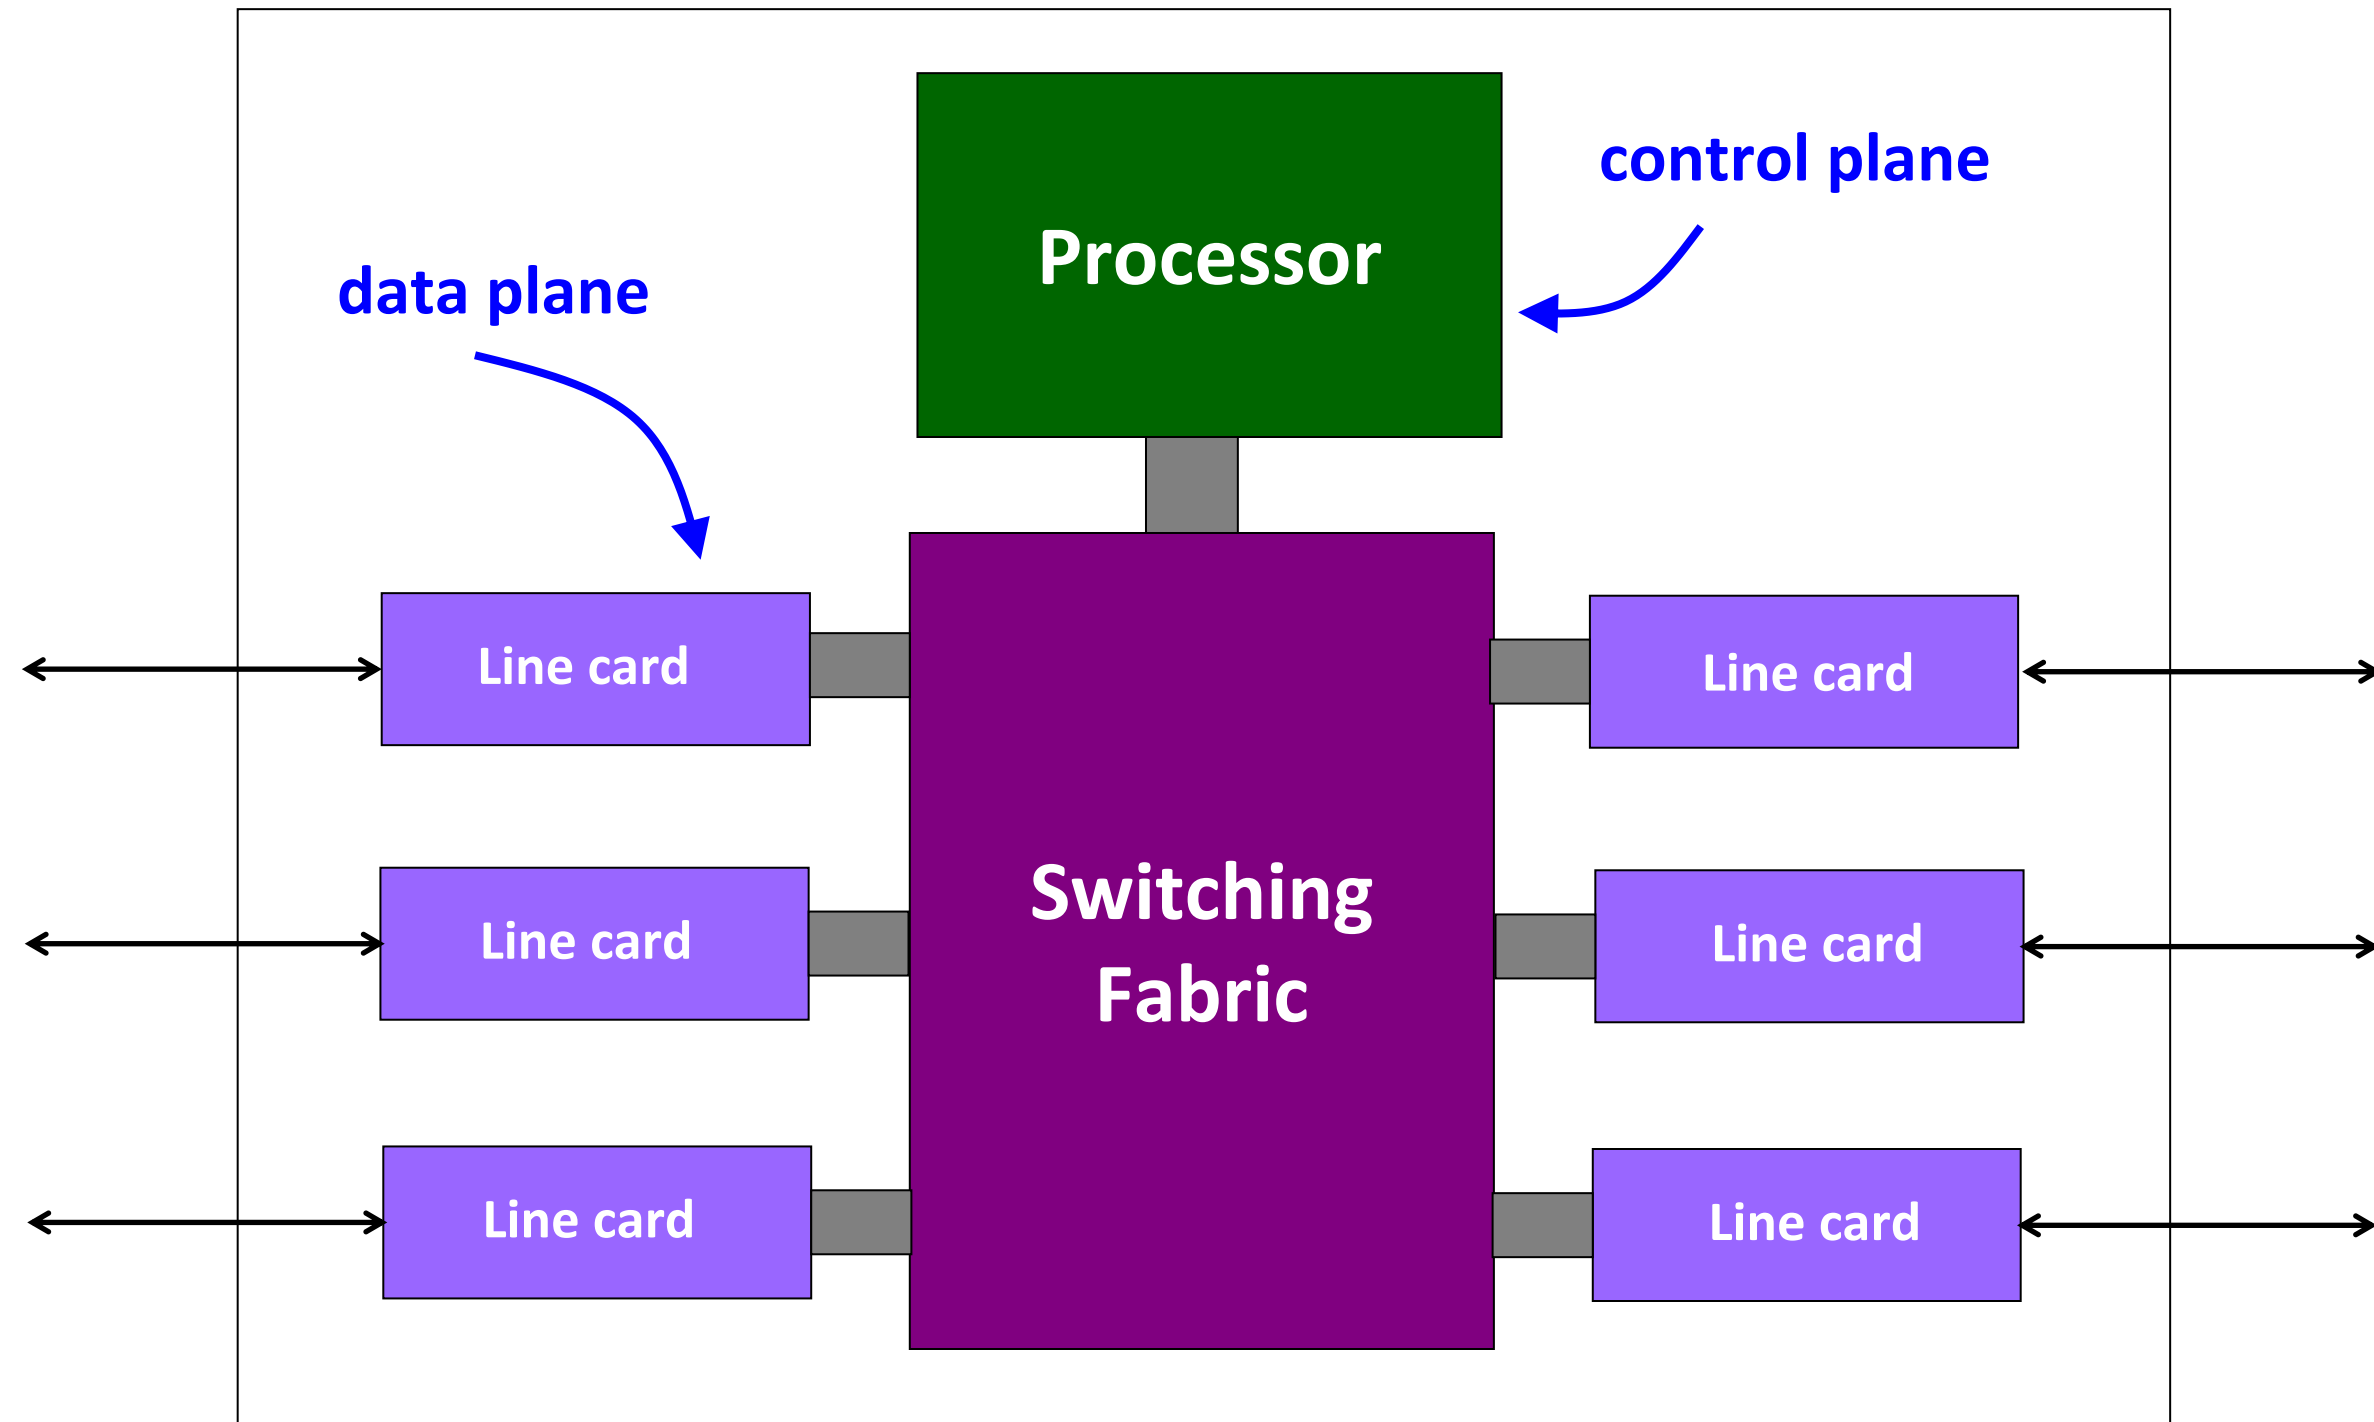 control plane
Processor
data plane
Line card
Line card
Switching
Fabric
Line card
Line card
Line card
Line card